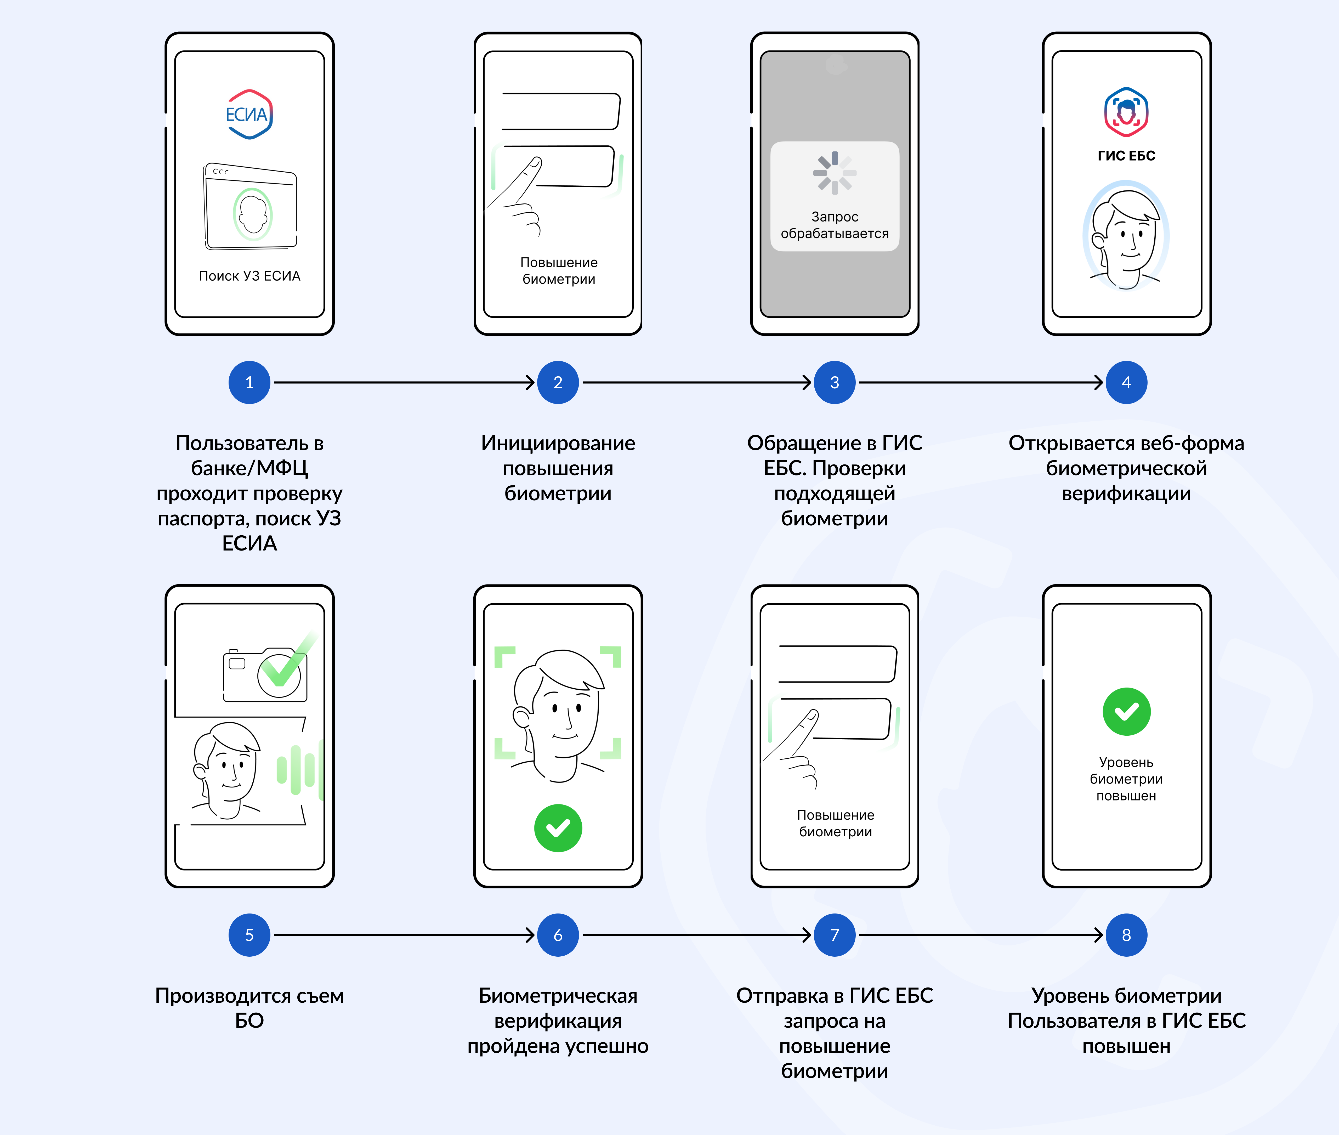 ЕСИА
Поиск УЗ ЕСИА
Повышение
биометрии
Запрос
обрабатывается
ГИС ЕБС
1
2
3
4
Пользователь в
банке/МФЦ
проходит проверку
паспорта, поиск УЗ
ЕСИА
Инициирование
повышения
биометрии
Обращение в ГИС
ЕБС. Проверки
подходящей
биометрии
Открывается веб-форма
биометрической
верификации
Повышение
биометрии
Уровень
биометрии
повышен
5
6
7
8
Производится съем
БО
Биометрическая
верификация
пройдена успешно
Отправка в ГИС ЕБС
запроса на
повышение
биометрии
Уровень биометрии
Пользователя в ГИС ЕБС
повышен